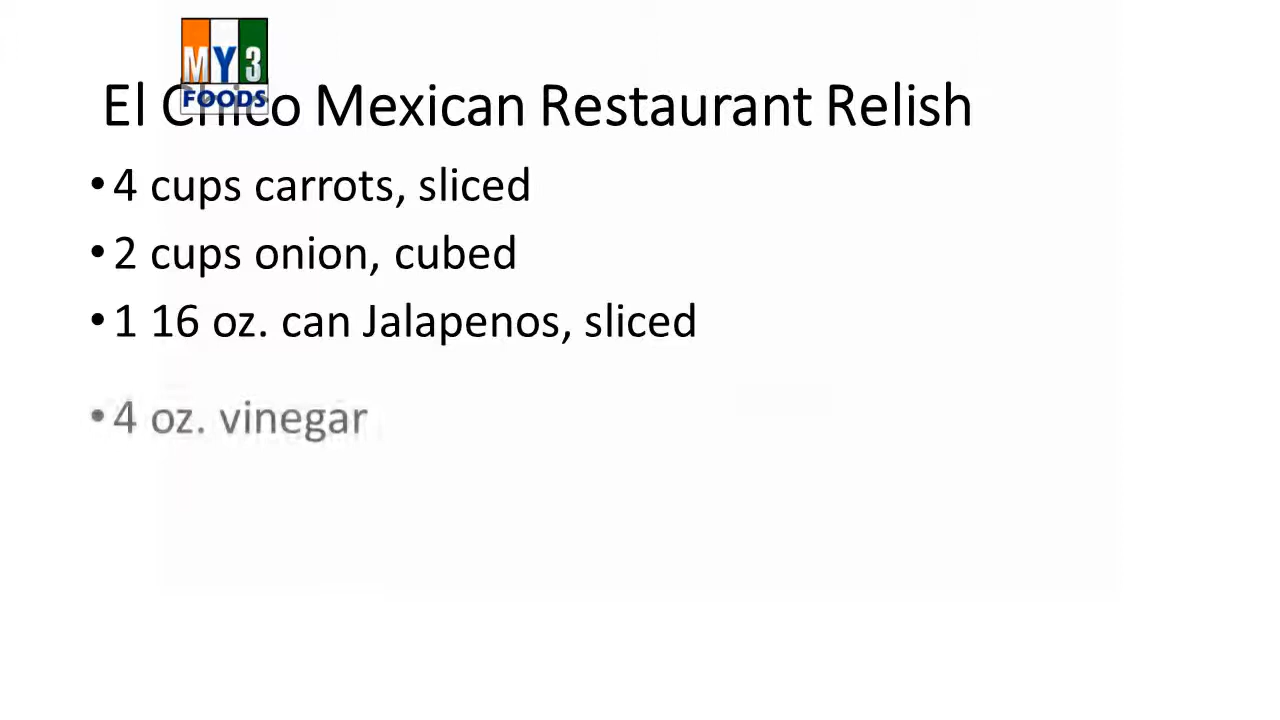 MY3
FOODS
El Chico Mexican Restaurant Relish
• 4 cups carrots, sliced
• 2 cups onion, cubed
• 1 16 oz. can Jalapenos, sliced
• 4 oz. vinegar